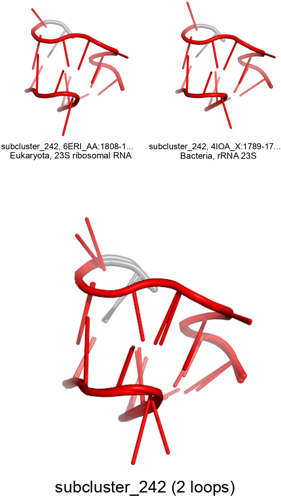 subcluster_242, 6ERI_AA:1808-1...
Eukaryota, 23S ribosomal RNA
subcluster_242, 4IOA_X:1789-17...
Bacteria, rRNA 23S
subcluster_242 (2 loops)